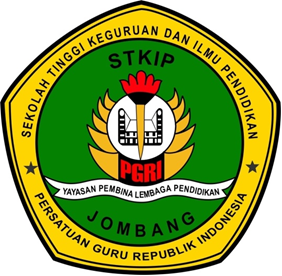 SEKOLAH TINGGI KEGURUAN DAN ILMU PENDIDIKAN
STKIP
PGRI
YAYASAN PEMBINA LEMBAGA PENDIDIKAN
JOMBANG
PERSATUAN GURU REPUBLIK INDONESIA